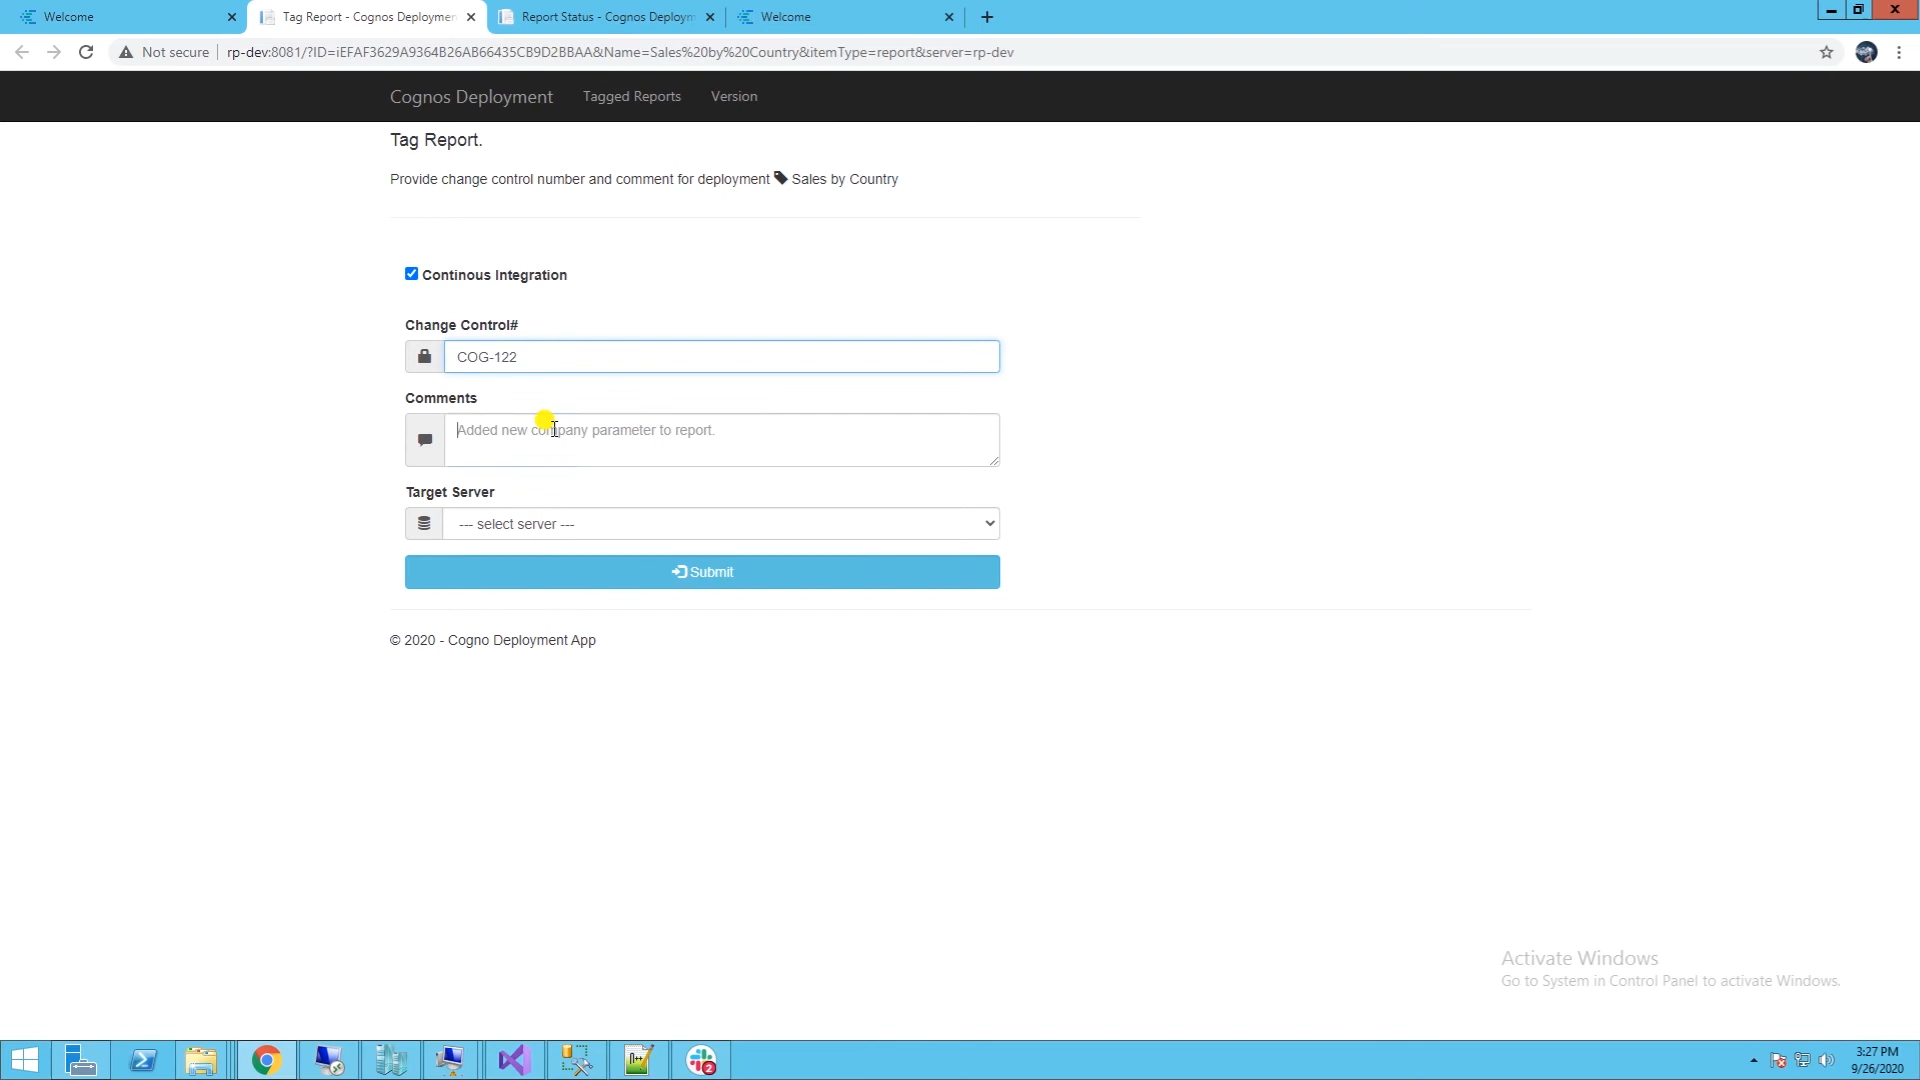 Welcome
Tag Report - Cognos Deploymen
Report Status - Cognos Deploym
Welcome
Not secure
rp-dev:8081/?ID=iEFAF3629A9364B26AB66435CB9D2BBAA&Name=Sales%20by%20Country&itemType=report&server=rp-dev
Cognos Deployment
Tagged Reports
Version
Tag Report.
Provide change control number and comment for deployment Sales by Country
Continous Integration
Change Control#
COG-122
Comments
Added new company parameter to report.
Target Server
--- select server ---
Submit
© 2020 - Cogno Deployment App
Activate Windows
Go to System in Control Panel to activate Windows.
2
3:27 PM
9/26/2020